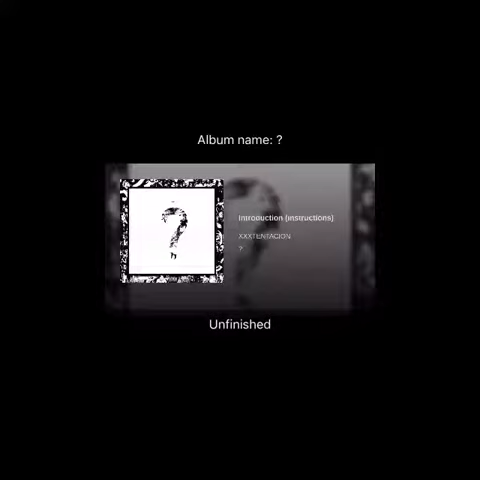 Album name: ?
?
Introduction (instructions)
XXXTENTACION
?
Unfinished